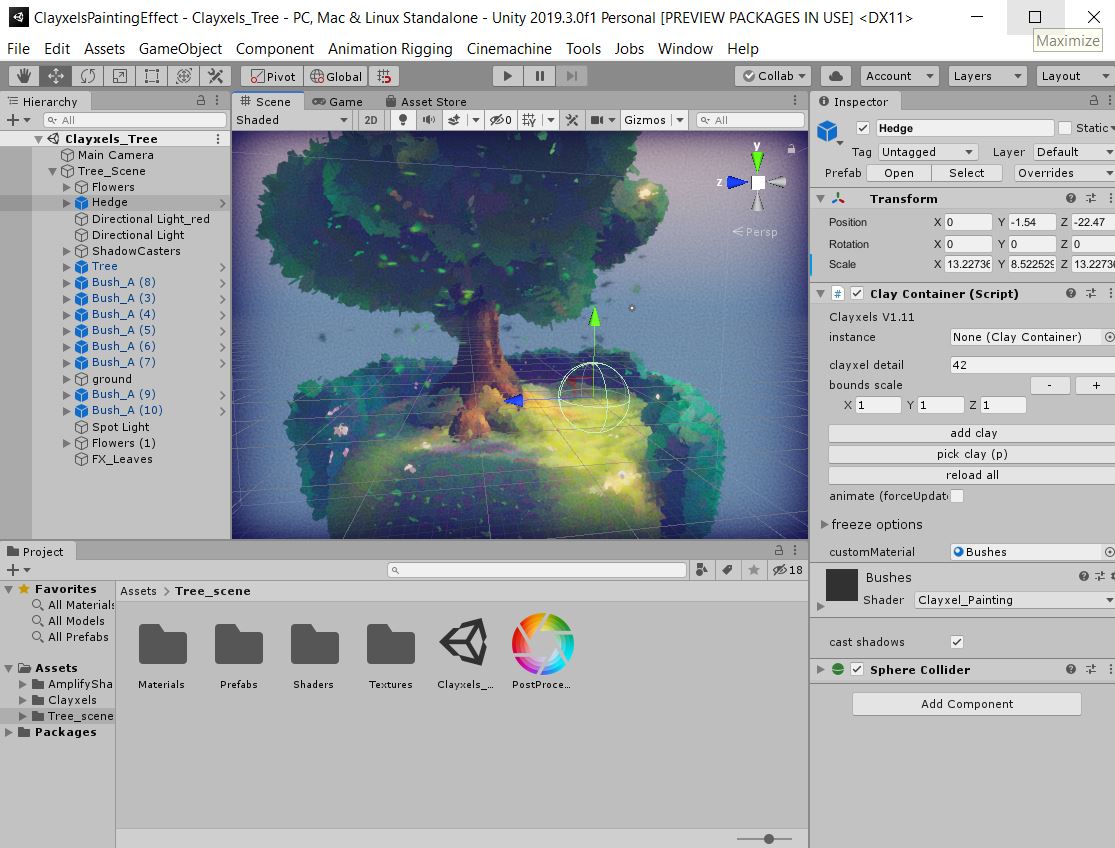 ClayxelsPaintingEffect - Clayxels_Tree - PC, Mac & Linux Standalone - Unity 2019.3.0f1 Personal [PREVIEW PACKAGES IN USE] <DX11>
Maximize
File Edit Assets GameObject Component Animation Rigging Cinemachine Tools Jobs Window Help
Pivot Global Collab Account Layers Layout
Hierarchy
All
Clayxels_Tree
Main Camera
Tree_Scene
Flowers
Hedge
Directional Light_red
Directional Light
ShadowCasters
Tree
Bush_A (8)
Bush_A (3)
Bush_A (4)
Bush_A (5)
Bush_A (6)
Bush_A (7)
ground
Bush_A (9)
Bush_A (10)
Spot Light
Flowers (1)
FX_Leaves
Scene Game Asset Store
Shaded 2D 0 Gizmos All
y
z
Persp
Inspector
Hedge Static
Tag Untagged Layer Default
Prefab Open Select Overrides
Transform
Position X 0 Y -1.54 Z -22.47
Rotation X 0 Y 0 Z 0
Scale X 13.22736 Y 8.522529 Z 13.22736
Clay Container (Script)
Clayxels V1.11
instance None (Clay Container)
clayxel detail 42
bounds scale - +
X 1 Y 1 Z 1
add clay
pick clay (p)
reload all
animate (forceUpdat
freeze options
customMaterial Bushes
Bushes
Shader Clayxel_Painting
cast shadows
Sphere Collider
Add Component
Project
18
Favorites
All Materials
All Models
All Prefabs
Assets
AmplifySha
Clayxels
Tree_scene
Packages
Assets > Tree_scene
Materials Prefabs Shaders Textures Clayxels_... PostProce...